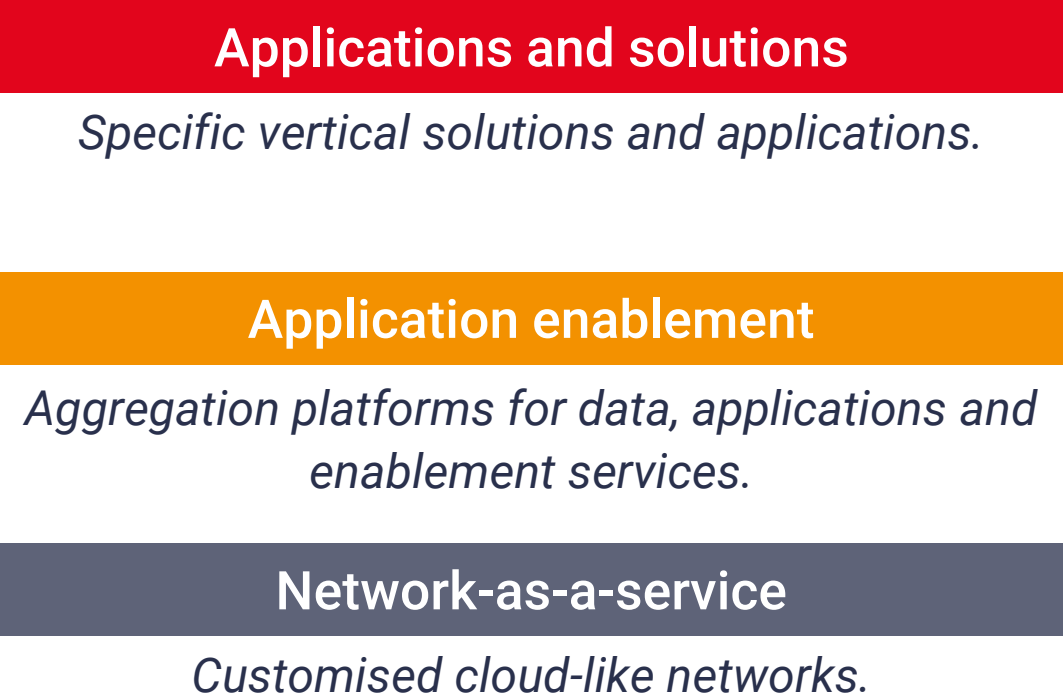 Applications and solutions
Specific vertical solutions and applications.
Application enablement
Aggregation platforms for data, applications and
enablement services.
Network-as-a-service
Customised cloud-like networks.